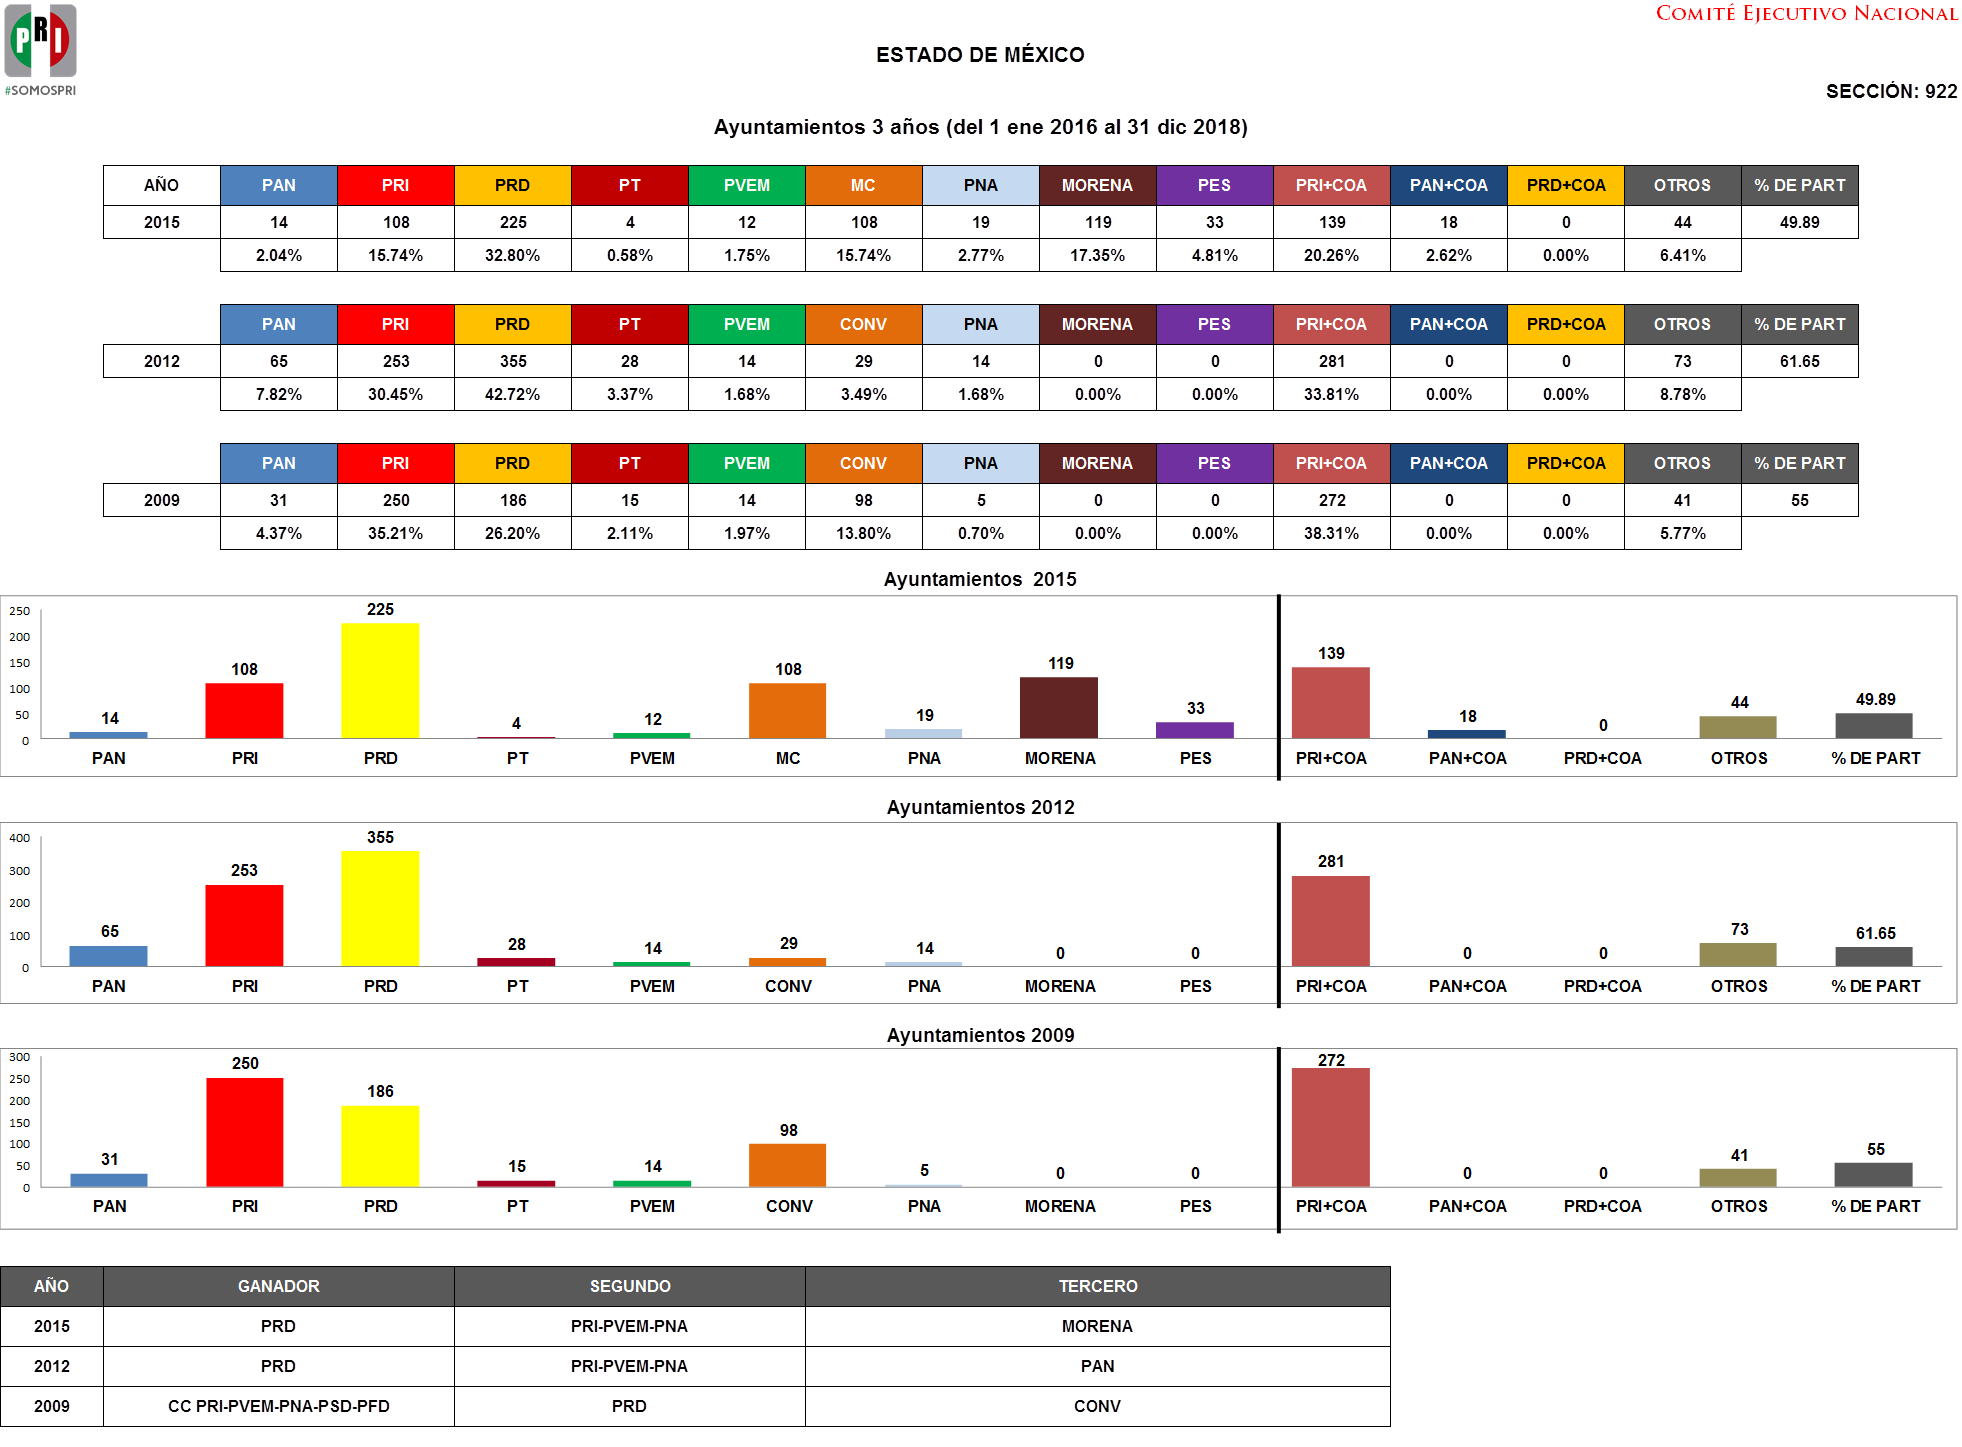 PRI
#SOMOSPRI
COMITÉ EJECUTIVO NACIONAL
ESTADO DE MÉXICO
SECCIÓN: 922
Ayuntamientos 3 años (del 1 ene 2016 al 31 dic 2018)
AÑO PAN PRI PRD PT PVEM MC PNA MORENA PES PRI+COA PAN+COA PRD+COA OTROS % DE PART
2015 14 108 225 4 12 108 19 119 33 139 18 0 44 49.89
2.04% 15.74% 32.80% 0.58% 1.75% 15.74% 2.77% 17.35% 4.81% 20.26% 2.62% 0.00% 6.41%
PAN PRI PRD PT PVEM CONV PNA MORENA PES PRI+COA PAN+COA PRD+COA OTROS % DE PART
2012 65 253 355 28 14 29 14 0 0 281 0 0 73 61.65
7.82% 30.45% 42.72% 3.37% 1.68% 3.49% 1.68% 0.00% 0.00% 33.81% 0.00% 0.00% 8.78%
PAN PRI PRD PT PVEM CONV PNA MORENA PES PRI+COA PAN+COA PRD+COA OTROS % DE PART
2009 31 250 186 15 14 98 5 0 0 272 0 0 41 55
4.37% 35.21% 26.20% 2.11% 1.97% 13.80% 0.70% 0.00% 0.00% 38.31% 0.00% 0.00% 5.77%
Ayuntamientos 2015
250
200
150
100
50
0
14 108 225 4 12 108 19 119 33 139 18 0 44 49.89
PAN PRI PRD PT PVEM MC PNA MORENA PES PRI+COA PAN+COA PRD+COA OTROS % DE PART
Ayuntamientos 2012
400
300
200
100
0
65 253 355 28 14 29 14 0 0 281 0 0 73 61.65
PAN PRI PRD PT PVEM CONV PNA MORENA PES PRI+COA PAN+COA PRD+COA OTROS % DE PART
Ayuntamientos 2009
300
250
200
150
100
50
0
31 250 186 15 14 98 5 0 0 272 0 0 41 55
PAN PRI PRD PT PVEM CONV PNA MORENA PES PRI+COA PAN+COA PRD+COA OTROS % DE PART
AÑO GANADOR SEGUNDO TERCERO
2015 PRD PRI-PVEM-PNA MORENA
2012 PRD PRI-PVEM-PNA PAN
2009 CC PRI-PVEM-PNA-PSD-PFD PRD CONV